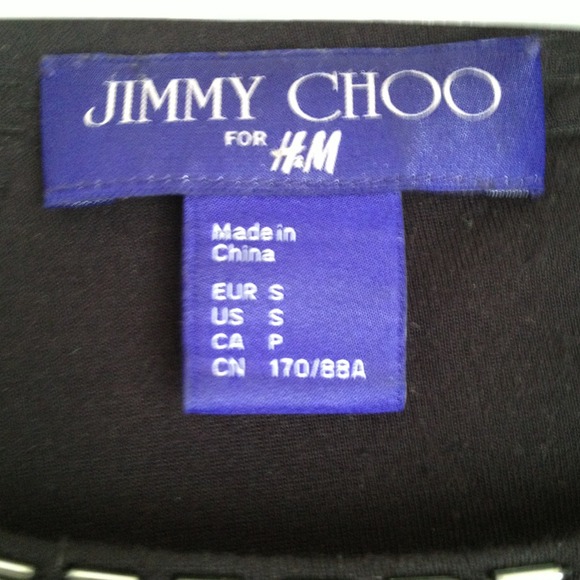 JIMMY CHOO
FOR H&M
Made in
China
EUR S
US S
CA P
CN 170/88A